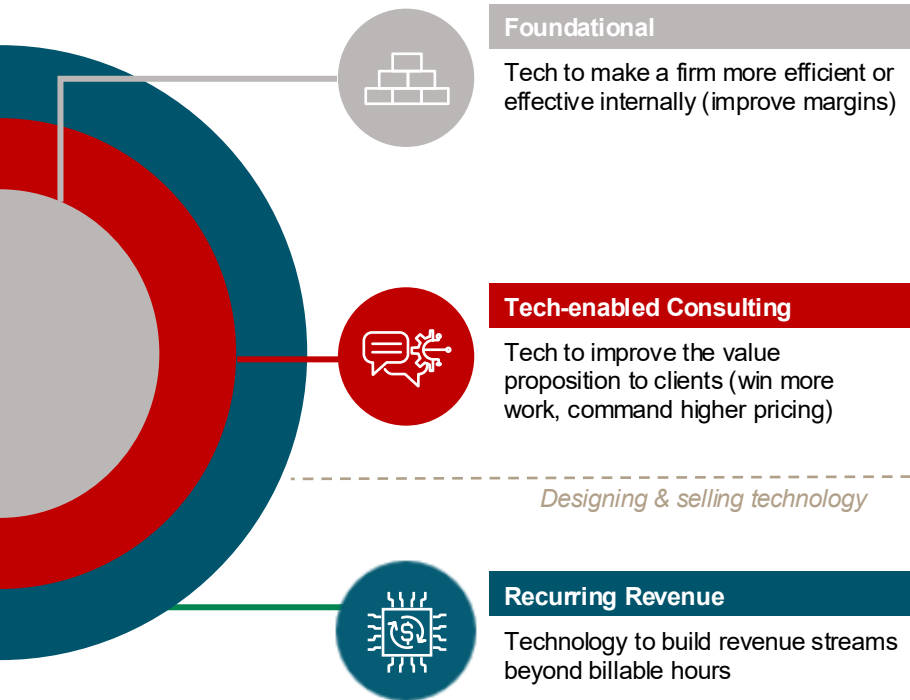 Foundational
Tech to make a firm more efficient or
effective internally (improve margins)
Tech-enabled Consulting
Tech to improve the value
proposition to clients (win more
work, command higher pricing)
Designing & selling technology
Recurring Revenue
Technology to build revenue streams
beyond billable hours